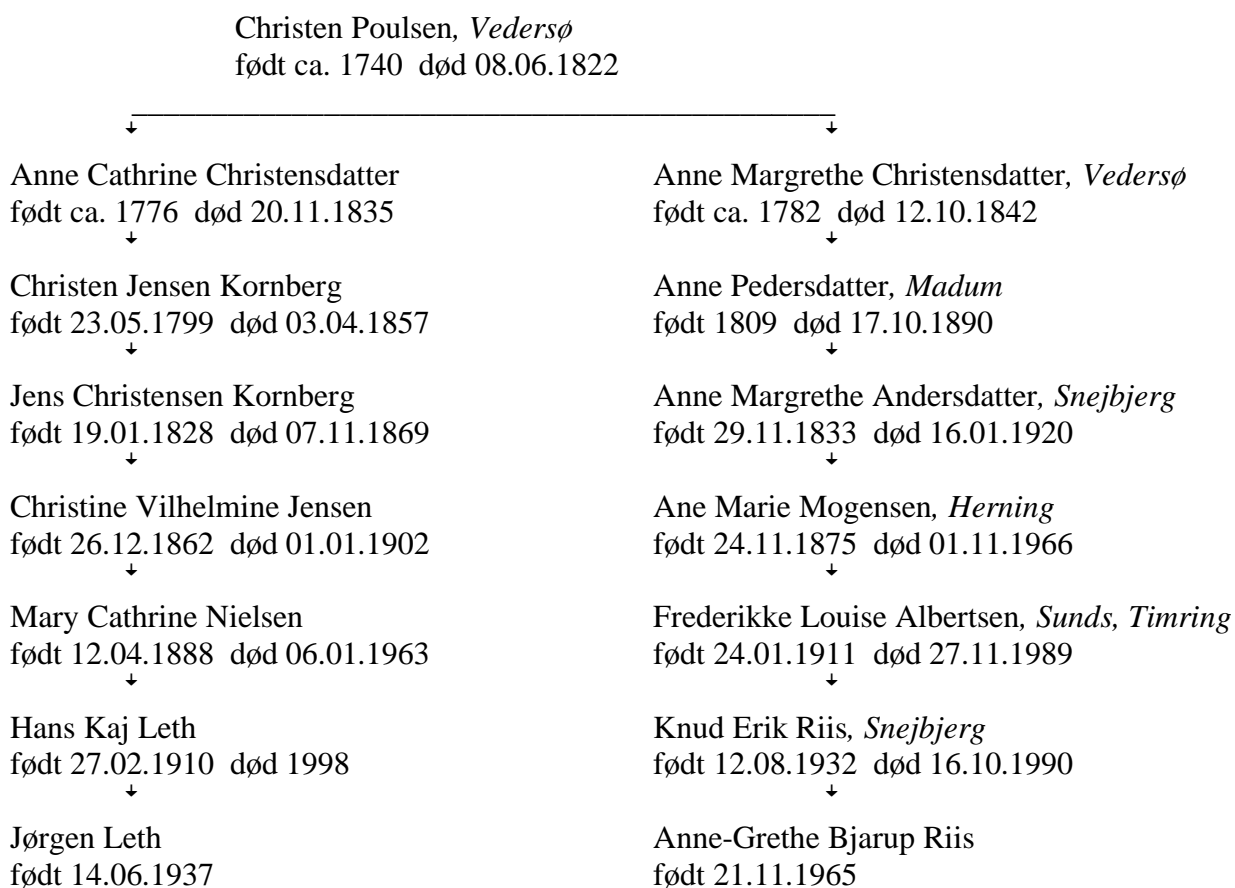 Christen Poulsen, Vedersø
født ca. 1740  død 08.06.1822
Anne Cathrine Christensdatter
født ca. 1776  død 20.11.1835
Anne Margrethe Christensdatter, Vedersø
født ca. 1782  død 12.10.1842
Christen Jensen Kornberg
født 23.05.1799  død 03.04.1857
Anne Pedersdatter, Madum
født 1809  død 17.10.1890
Jens Christensen Kornberg
født 19.01.1828  død 07.11.1869
Anne Margrethe Andersdatter, Snejbjerg
født 29.11.1833  død 16.01.1920
Christine Vilhelmine Jensen
født 26.12.1862  død 01.01.1902
Ane Marie Mogensen, Herning
født 24.11.1875  død 01.11.1966
Mary Cathrine Nielsen
født 12.04.1888  død 06.01.1963
Frederikke Louise Albertsen, Sunds, Timring
født 24.01.1911  død 27.11.1989
Hans Kaj Leth
født 27.02.1910  død 1998
Knud Erik Riis, Snejbjerg
født 12.08.1932  død 16.10.1990
Jørgen Leth
født 14.06.1937
Anne-Grethe Bjarup Riis
født 21.11.1965